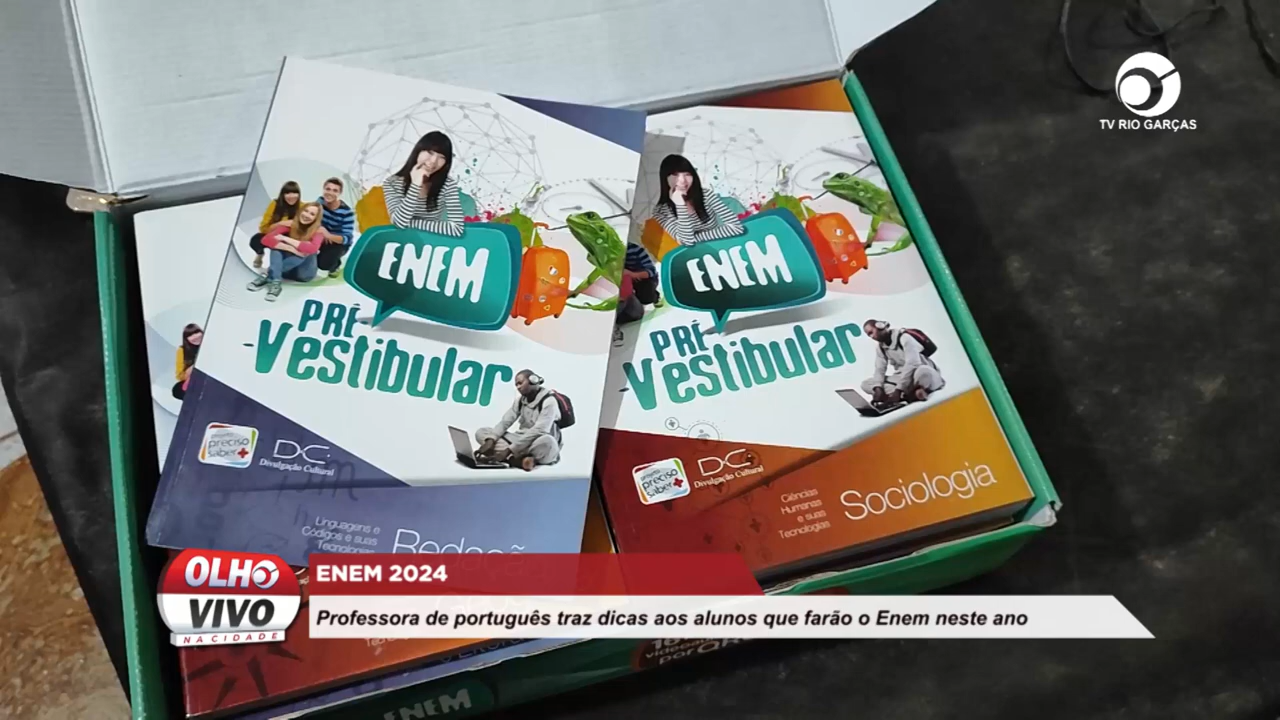 TV RIO GARÇAS
ENEM
PRÉ-
-Vestibular
projeto
preciso
saber+
DC
Divulgação Cultural
Linguagens e
Códigos e suas
Tecnologias
ENEM
PRÉ-
-Vestibular
projeto
preciso
saber+
DC
Divulgação Cultural
Ciências
Humanas
e suas
Tecnologias
Sociologia
OLHO
VIVO
NA CIDADE
ENEM 2024
Professora de português traz dicas aos alunos que farão o Enem neste ano
ENEM